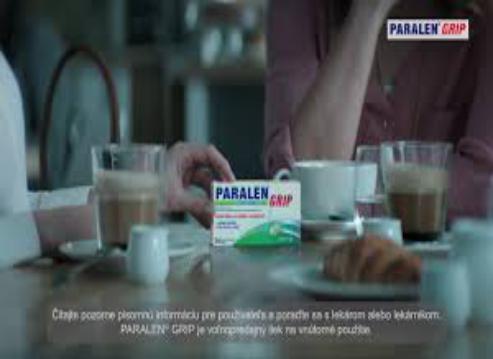 PARALEN® GRIP
PARALEN
GRIP
Čítajte pozorne písomnú informáciu pre používateľa a poraďte sa s lekárom alebo lekárnikom.
PARALEN® GRIP je voľnopredajný liek na vnútorné použitie.